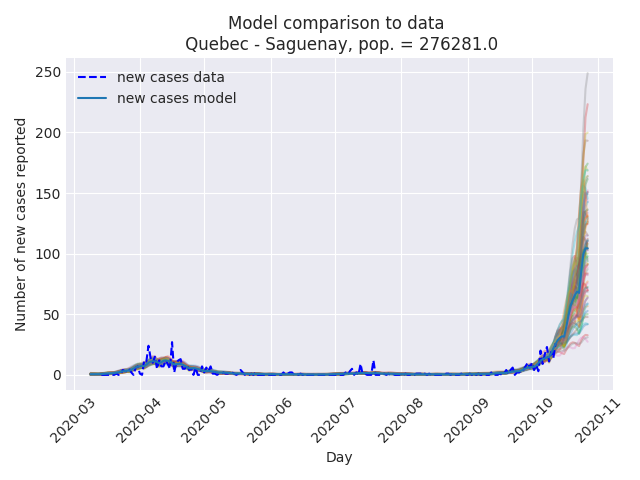 Model comparison to data
Quebec - Saguenay, pop. = 276281.0
new cases data
new cases model
Number of new cases reported
250
200
150
100
50
0
2020-03
2020-04
2020-05
2020-06
2020-07
2020-08
2020-09
2020-10
2020-11
Day